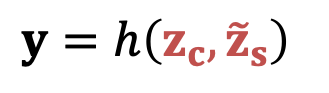 y = h(z_c, z̃_s)